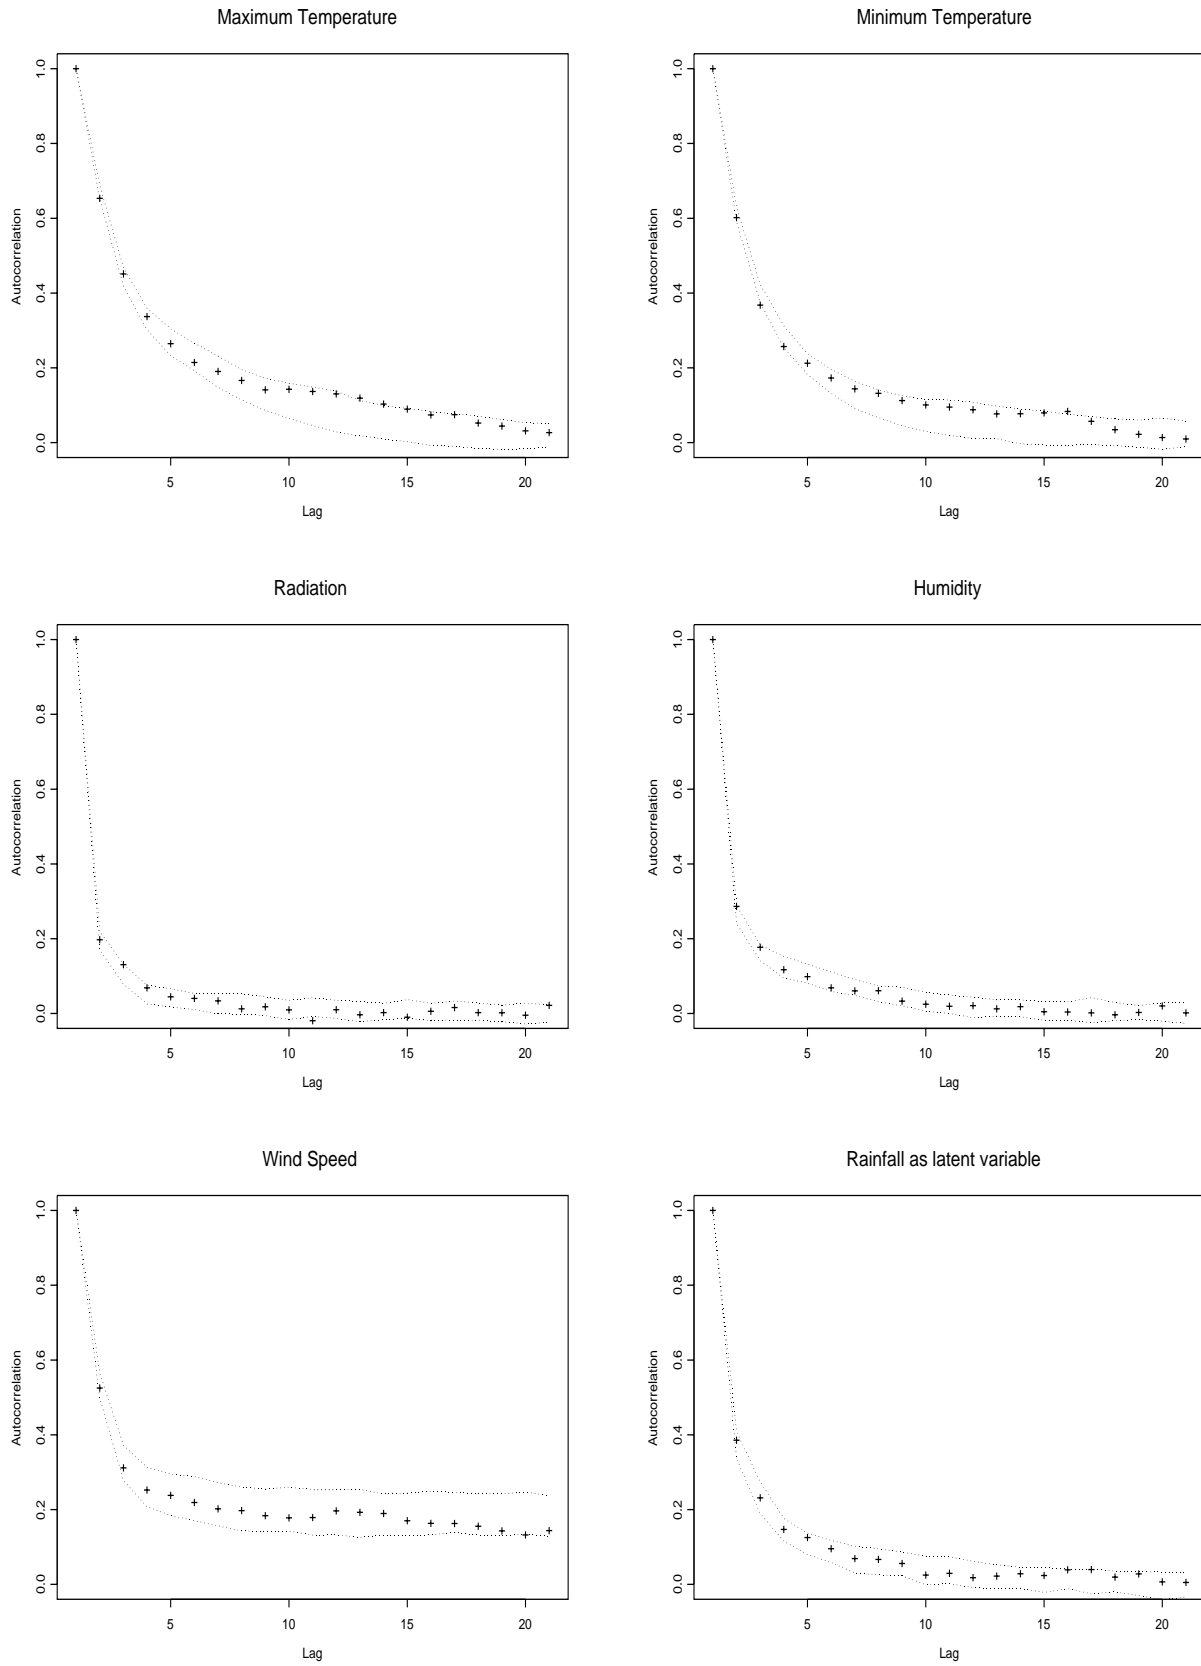 Maximum Temperature
Autocorrelation
1.0
0.8
0.6
0.4
0.2
0.0
5 10 15 20
Lag
Minimum Temperature
Autocorrelation
1.0
0.8
0.6
0.4
0.2
0.0
5 10 15 20
Lag
Radiation
Autocorrelation
1.0
0.8
0.6
0.4
0.2
0.0
5 10 15 20
Lag
Humidity
Autocorrelation
1.0
0.8
0.6
0.4
0.2
0.0
5 10 15 20
Lag
Wind Speed
Autocorrelation
1.0
0.8
0.6
0.4
0.2
0.0
5 10 15 20
Lag
Rainfall as latent variable
Autocorrelation
1.0
0.8
0.6
0.4
0.2
0.0
5 10 15 20
Lag